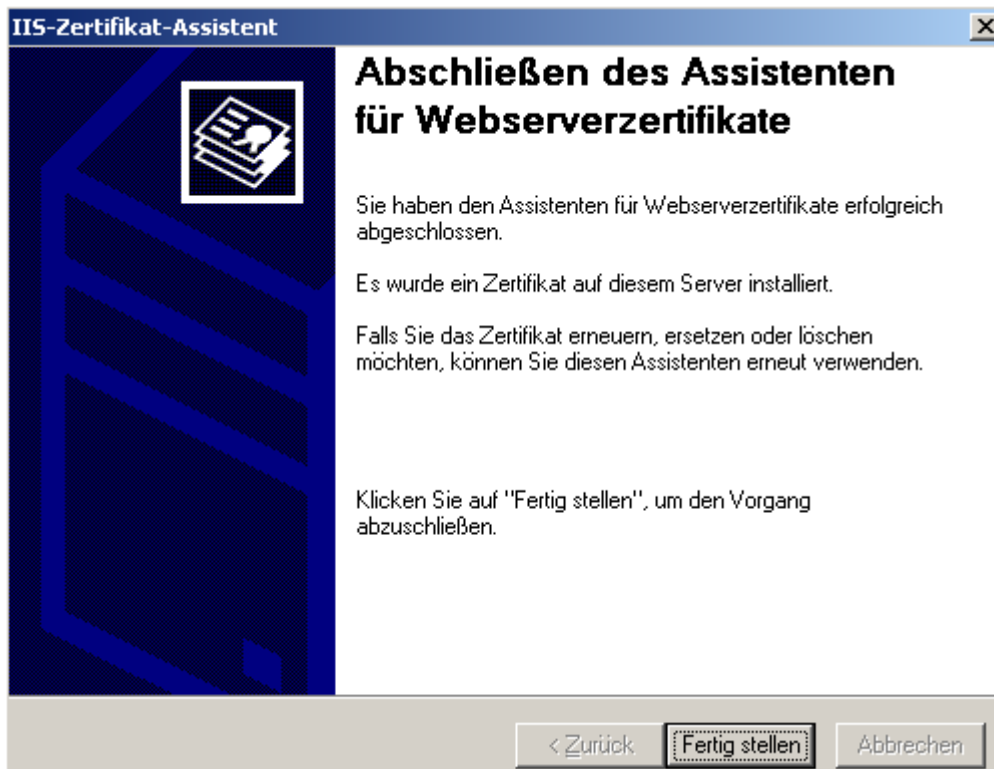 IIS-Zertifikat-Assistent
Abschließen des Assistenten
für Webserverzertifikate
Sie haben den Assistenten für Webserverzertifikate erfolgreich
abgeschlossen.
Es wurde ein Zertifikat auf diesem Server installiert.
Falls Sie das Zertifikat erneuern, ersetzen oder löschen
möchten, können Sie diesen Assistenten erneut verwenden.
Klicken Sie auf "Fertig stellen", um den Vorgang
abzuschließen.
< Zurück Fertig stellen Abbrechen